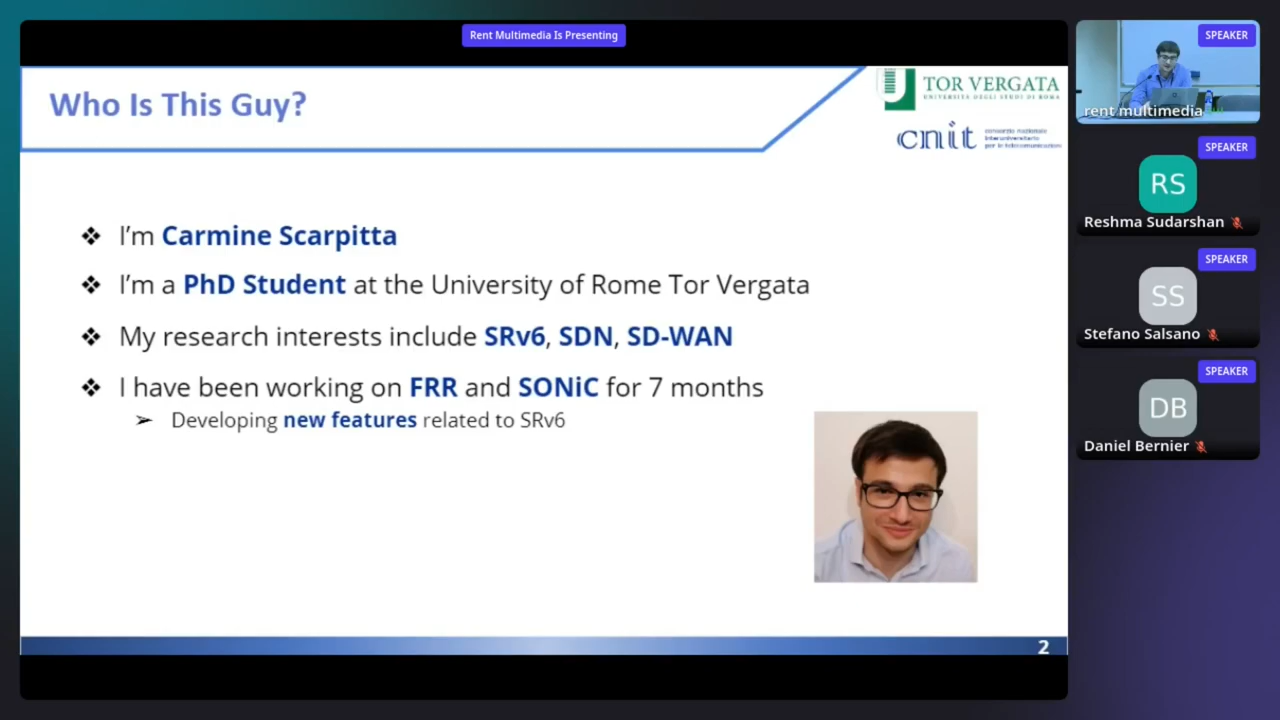 Rent Multimedia Is Presenting
Who Is This Guy?
TOR VERGATA
UNIVERSITÀ DEGLI STUDI DI ROMA
cnit
consorzio nazionale
interuniversitario
per le telecomunicazioni
❖ I'm Carmine Scarpitta
❖ I'm a PhD Student at the University of Rome Tor Vergata
❖ My research interests include SRv6, SDN, SD-WAN
❖ I have been working on FRR and SONiC for 7 months
➢ Developing new features related to SRv6
2
SPEAKER
rent multimedia
SPEAKER
RS
Reshma Sudarshan
SPEAKER
SS
Stefano Salsano
SPEAKER
DB
Daniel Bernier